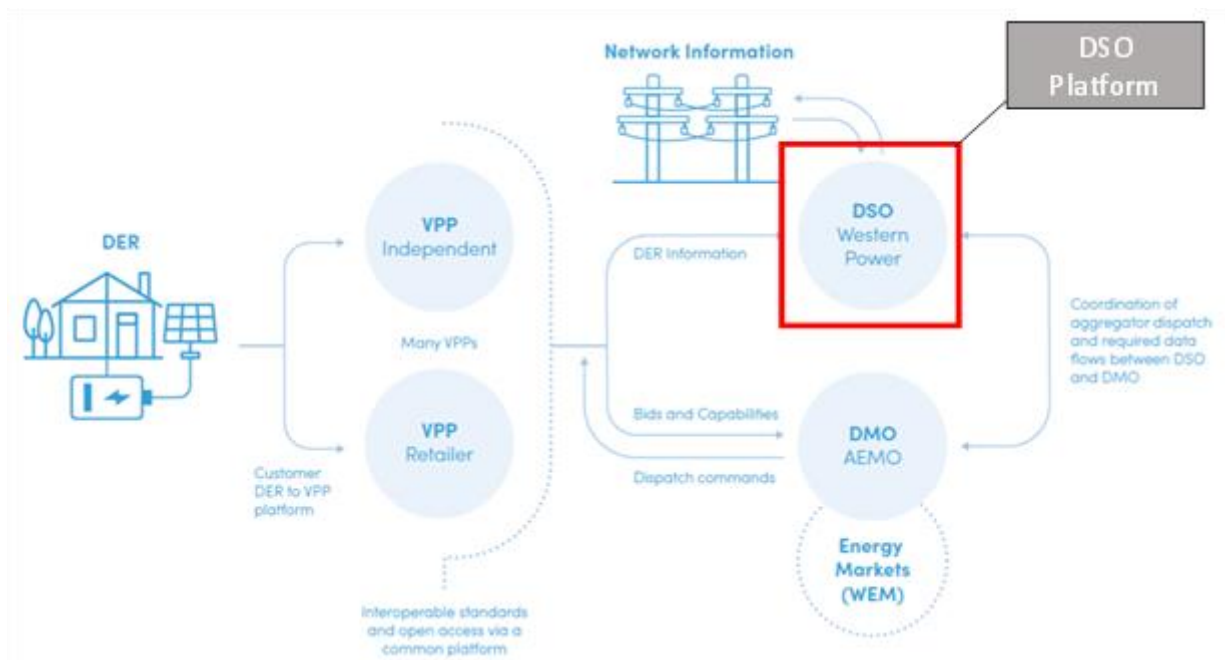 DSO
Platform
Network Information
DSO
Western
Power
VPP
Independent
DER
DER Information
Many VPPs
Coordination of
aggregator dispatch
and required data
flows between DSO
and DMO
VPP
Retailer
Bids and Capabilities
DMO
AEMO
Customer
DER to VPP
platform
Dispatch commands
Energy
Markets
(WEM)
Interoperable standards
and open access via a
common platform